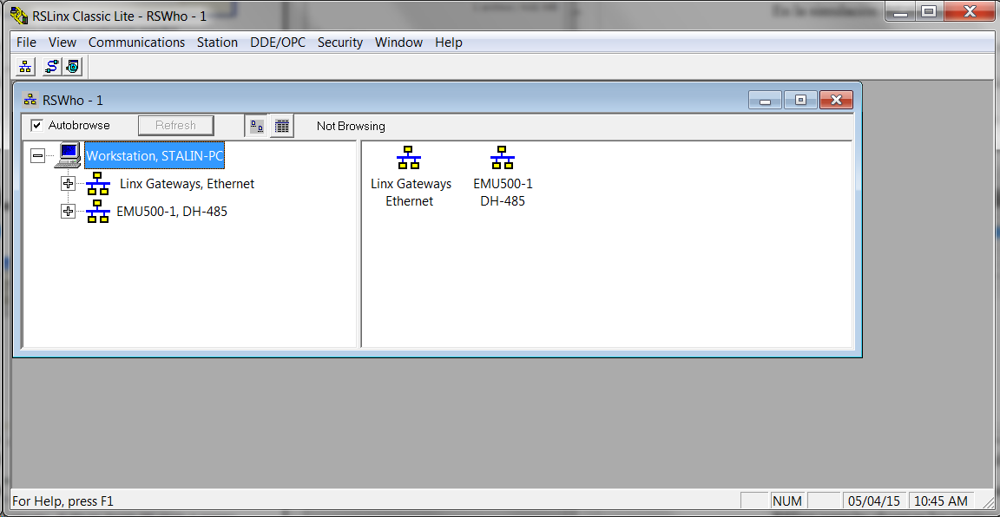 RSLinx Classic Lite - RSWho - 1
File View Communications Station DDE/OPC Security Window Help
RSWho - 1
Autobrowse Refresh Not Browsing
Workstation, STALIN-PC
Linx Gateways, Ethernet
EMU500-1, DH-485
Linx Gateways
Ethernet
EMU500-1
DH-485
For Help, press F1 NUM 05/04/15 10:45 AM